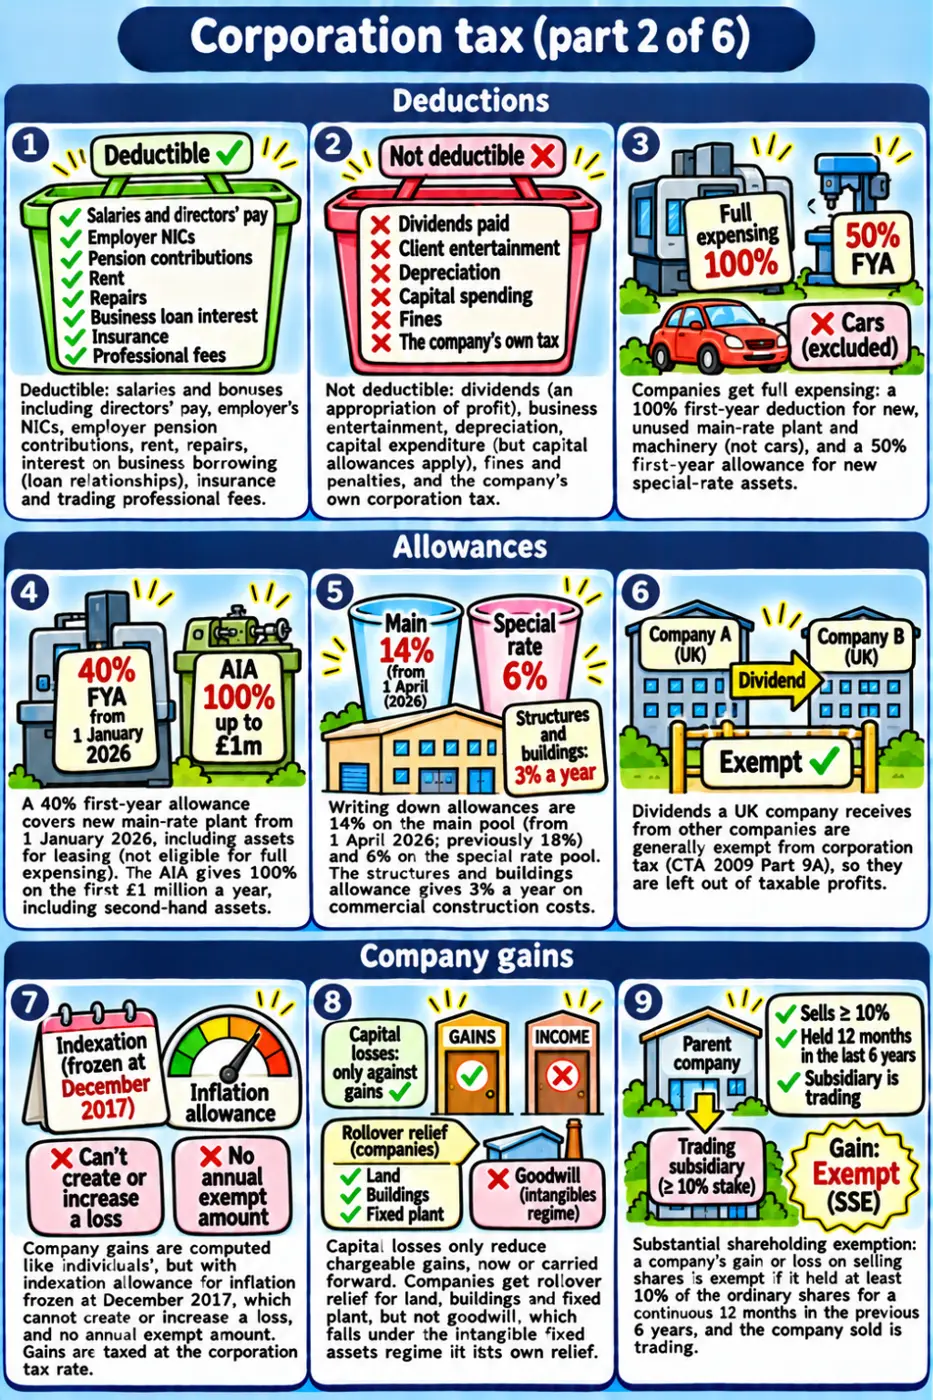 Corporation tax (part 2 of 6)
Deductions
1
Deductible
Salaries and directors' pay
Employer NICs
Pension contributions
Rent
Repairs
Business loan interest
Insurance
Professional fees
Deductible: salaries and bonuses
including directors' pay, employer's
NICs, employer pension
contributions, rent, repairs,
interest on business borrowing
(loan relationships), insurance
and trading professional fees.
2
Not deductible
Dividends paid
Client entertainment
Depreciation
Capital spending
Fines
The company's own tax
Not deductible: dividends (an
appropriation of profit), business
entertainment, depreciation,
capital expenditure (but capital
allowances apply), fines and
penalties, and the company's
own corporation tax.
3
Full
expensing
100%
50%
FYA
Cars
(excluded)
Companies get full expensing: a
100% first-year deduction for new,
unused main-rate plant and
machinery (not cars), and a 50%
first-year allowance for new
special-rate assets.
Allowances
4
40%
FYA
from
1 January
2026
AIA
100%
up to
£1m
A 40% first-year allowance
covers new main-rate plant from
1 January 2026, including assets
for leasing (not eligible for full
expensing). The AIA gives 100%
on the first £1 million a year,
including second-hand assets.
5
Main
14%
(from
1 April
(2026)
Special
rate
6%
Structures
and
buildings:
3% a year
Writing down allowances are
14% on the main pool (from
1 April 2026; previously 18%)
and 6% on the special rate pool.
The structures and buildings
allowance gives 3% a year on
commercial construction costs.
6
Company A
(UK)
Dividend
Company B
(UK)
Exempt
Dividends a UK company receives
from other companies are
generally exempt from corporation
tax (CTA 2009 Part 9A), so they
are left out of taxable profits.
Company gains
7
Indexation
(frozen at
December
2017)
Inflation
allowance
Can't
create or
increase
a loss
No
annual
exempt
amount
Company gains are computed
like individuals', but with
indexation allowance for inflation
frozen at December 2017, which
cannot create or increase a loss,
and no annual exempt amount.
Gains are taxed at the corporation
tax rate.
8
Capital
losses:
only against
gains
GAINS
INCOME
Rollover relief
(companies)
Land
Buildings
Fixed plant
Goodwill
(intangibles
regime)
Capital losses only reduce
chargeable gains, now or carried
forward. Companies get rollover
relief for land, buildings and fixed
plant, but not goodwill, which
falls under the intangible fixed
assets regime iit ists own relief.
9
Parent
company
Sells ≥ 10%
Held 12 months
in the last 6 years
Subsidiary is
trading
Trading
subsidiary
(≥ 10% stake)
Gain:
Exempt
(SSE)
Substantial shareholding exemption:
a company's gain or loss on selling
shares is exempt if it held at least
10% of the ordinary shares for a
continuous 12 months in the previous
6 years, and the company sold is
trading.